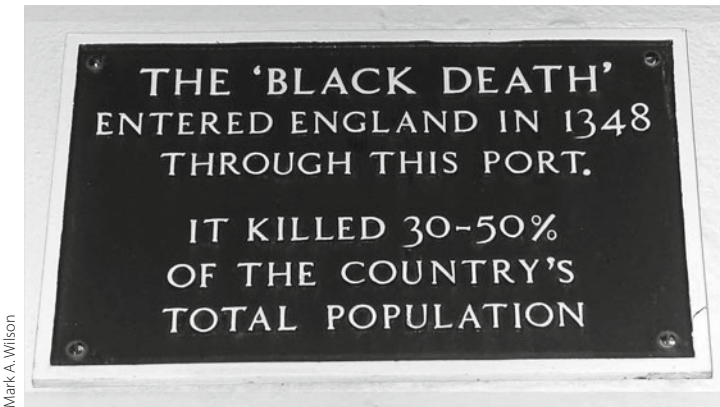 THE ‘BLACK DEATH’
ENTERED ENGLAND IN 1348
THROUGH THIS PORT.
IT KILLED 30-50%
OF THE COUNTRY’S
TOTAL POPULATION
Mark A. Wilson